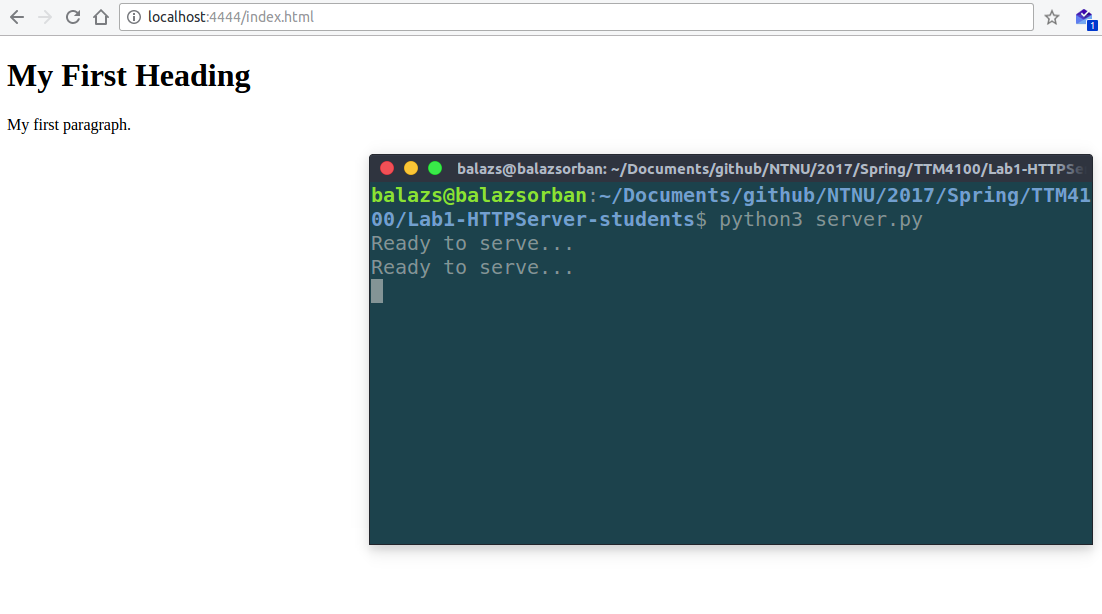 localhost:4444/index.html
1
My First Heading
My first paragraph.
balazs@balazsorban: ~/Documents/github/NTNU/2017/Spring/TTM4100/Lab1-HTTPSe
balazs@balazsorban:~/Documents/github/NTNU/2017/Spring/TTM41
00/Lab1-HTTPServer-students$ python3 server.py
Ready to serve...
Ready to serve...